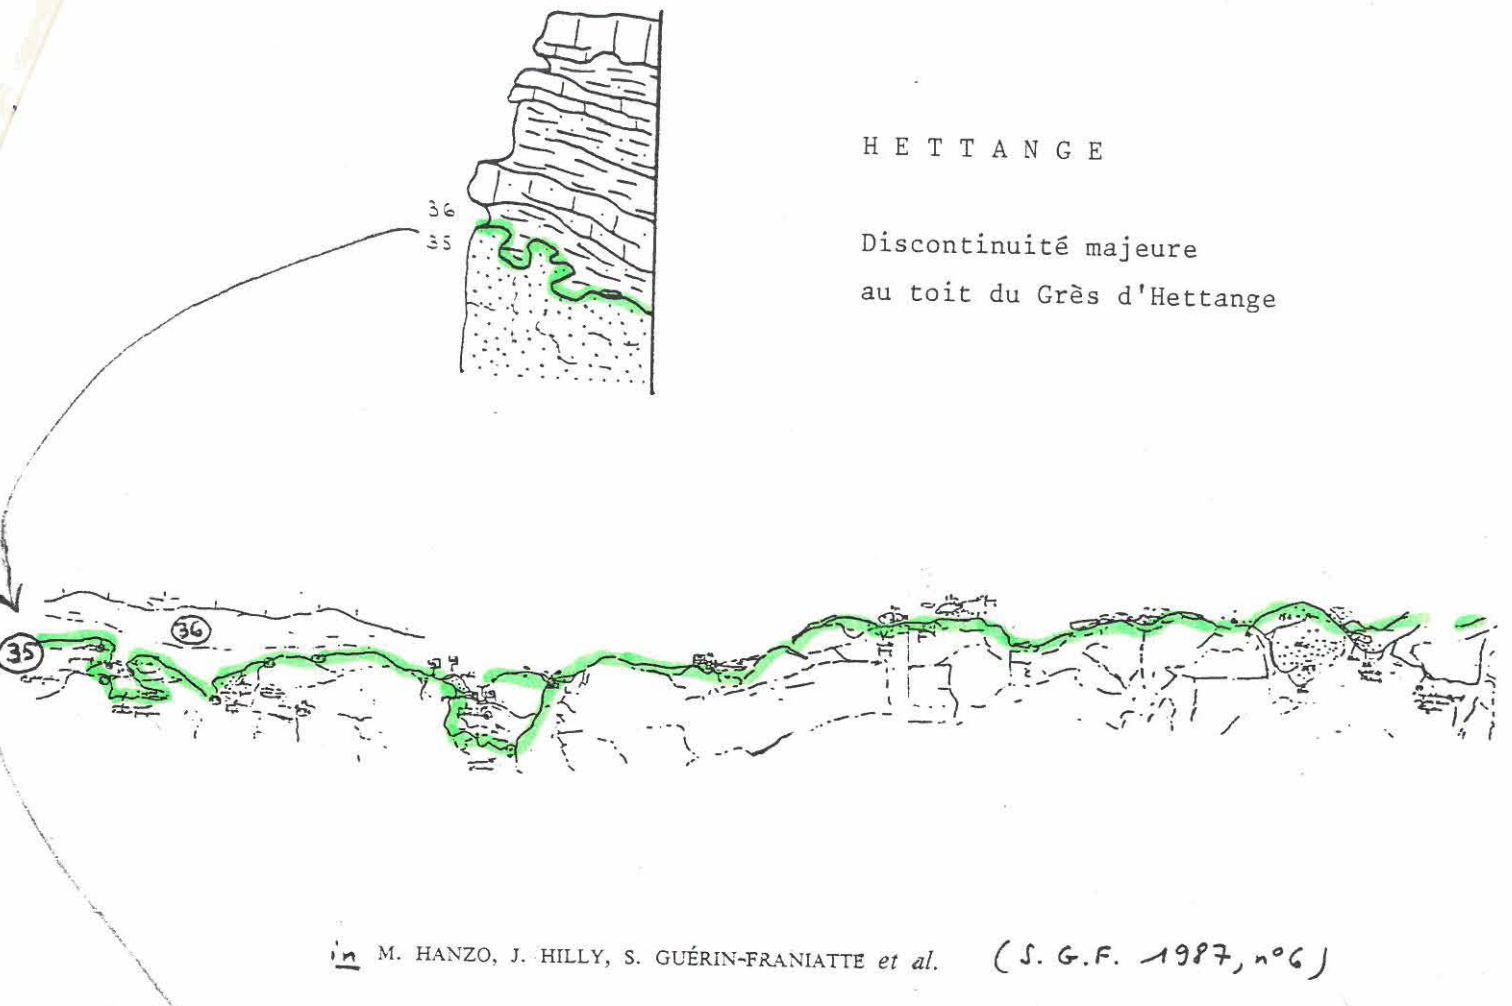 H E T T A N G E
36
35
Discontinuité majeure
au toit du Grès d'Hettange
36
35
in M. HANZO, J. HILLY, S. GUÉRIN-FRANIATTE et al. (S.G.F. 1987, n°6)